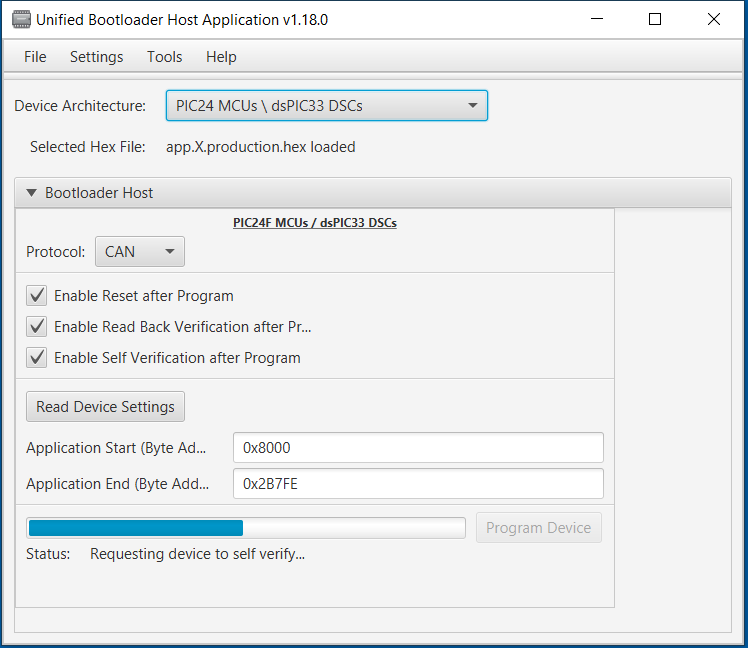 Unified Bootloader Host Application v1.18.0
File Settings Tools Help
Device Architecture: PIC24 MCUs \ dsPIC33 DSCs
Selected Hex File: app.X.production.hex loaded
Bootloader Host
PIC24F MCUs / dsPIC33 DSCs
Protocol: CAN
Enable Reset after Program
Enable Read Back Verification after Pr...
Enable Self Verification after Program
Read Device Settings
Application Start (Byte Ad... 0x8000
Application End (Byte Add... 0x2B7FE
Program Device
Status: Requesting device to self verify...